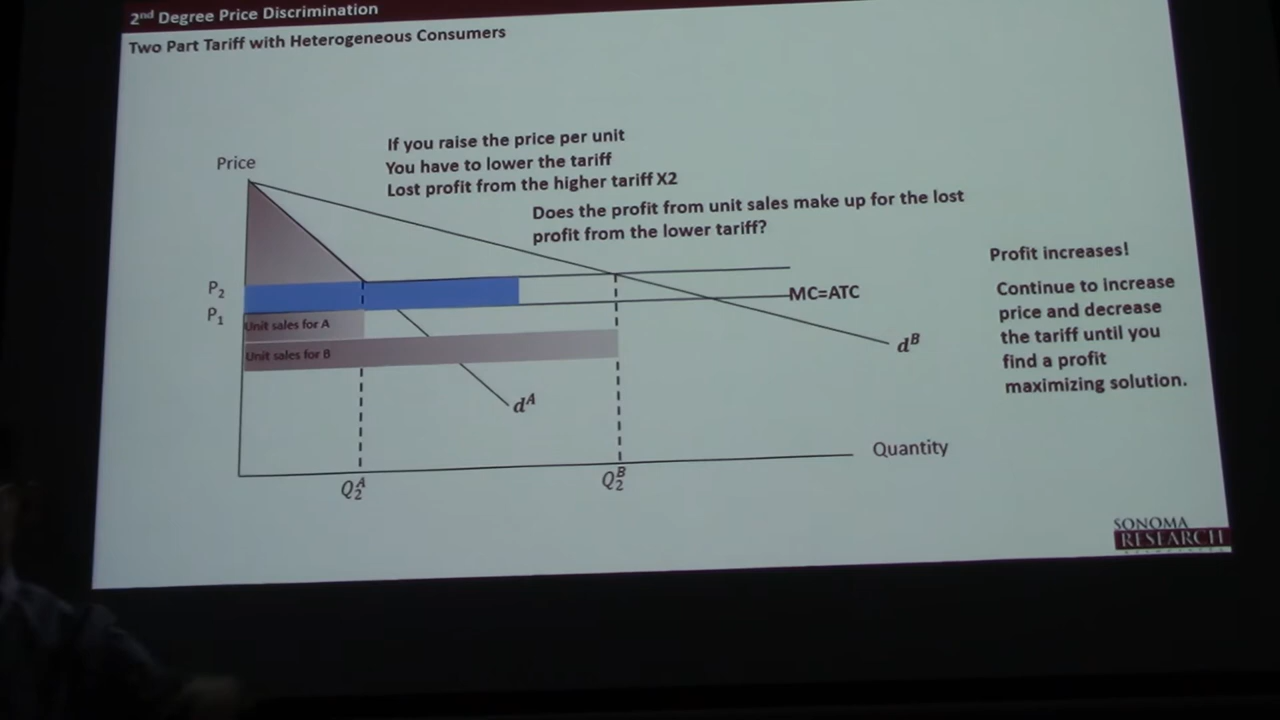 2nd Degree Price Discrimination
Two Part Tariff with Heterogeneous Consumers
If you raise the price per unit
You have to lower the tariff
Lost profit from the higher tariff X2
Does the profit from unit sales make up for the lost
profit from the lower tariff?
Price
P2
P1
Unit sales for A
Unit sales for B
MC=ATC
dB
dA
Profit increases!
Continue to increase
price and decrease
the tariff until you
find a profit
maximizing solution.
Quantity
Q2A
Q2B
SONOMA
RESEARCH